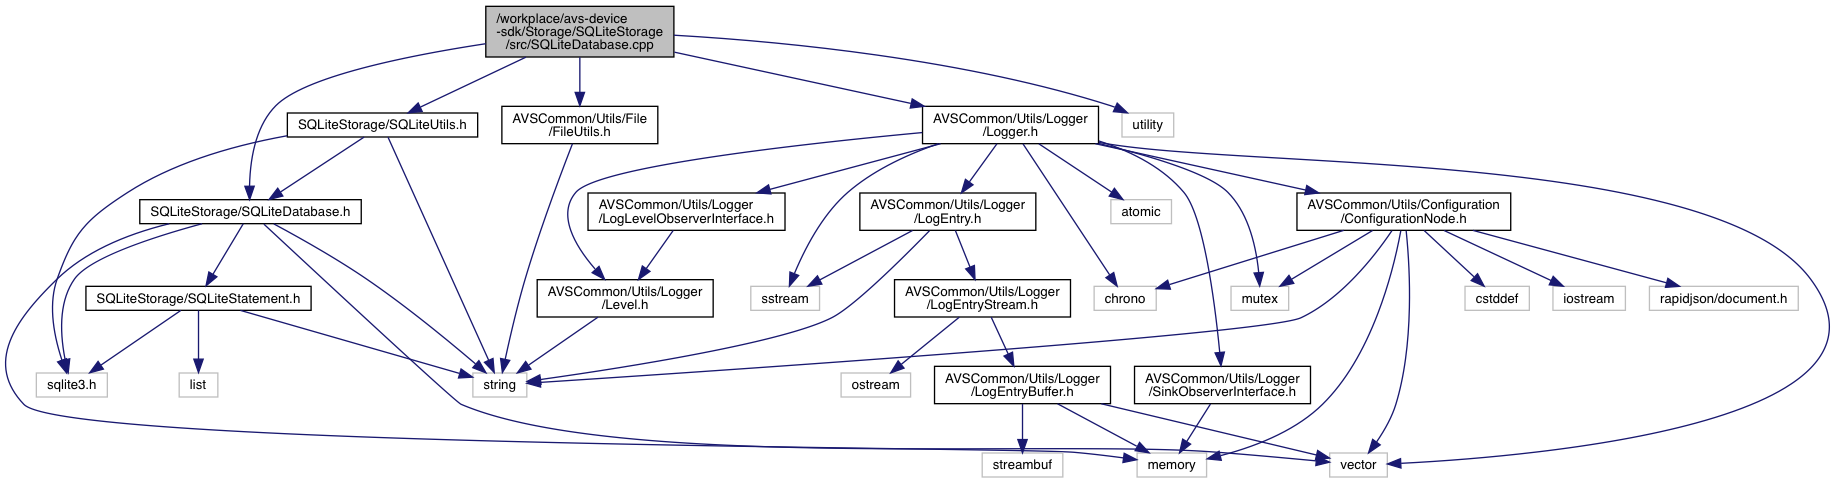 /workplace/avs-device
-sdk/Storage/SQLiteStorage
/src/SQLiteDatabase.cpp
SQLiteStorage/SQLiteUtils.h
AVSCommon/Utils/File
/FileUtils.h
AVSCommon/Utils/Logger
/Logger.h
utility
SQLiteStorage/SQLiteDatabase.h
AVSCommon/Utils/Logger
/LogLevelObserverInterface.h
AVSCommon/Utils/Logger
/LogEntry.h
atomic
AVSCommon/Utils/Configuration
/ConfigurationNode.h
SQLiteStorage/SQLiteStatement.h
AVSCommon/Utils/Logger
/Level.h
sstream
AVSCommon/Utils/Logger
/LogEntryStream.h
chrono
mutex
cstddef
iostream
rapidjson/document.h
sqlite3.h
list
string
ostream
AVSCommon/Utils/Logger
/LogEntryBuffer.h
AVSCommon/Utils/Logger
/SinkObserverInterface.h
streambuf
memory
vector